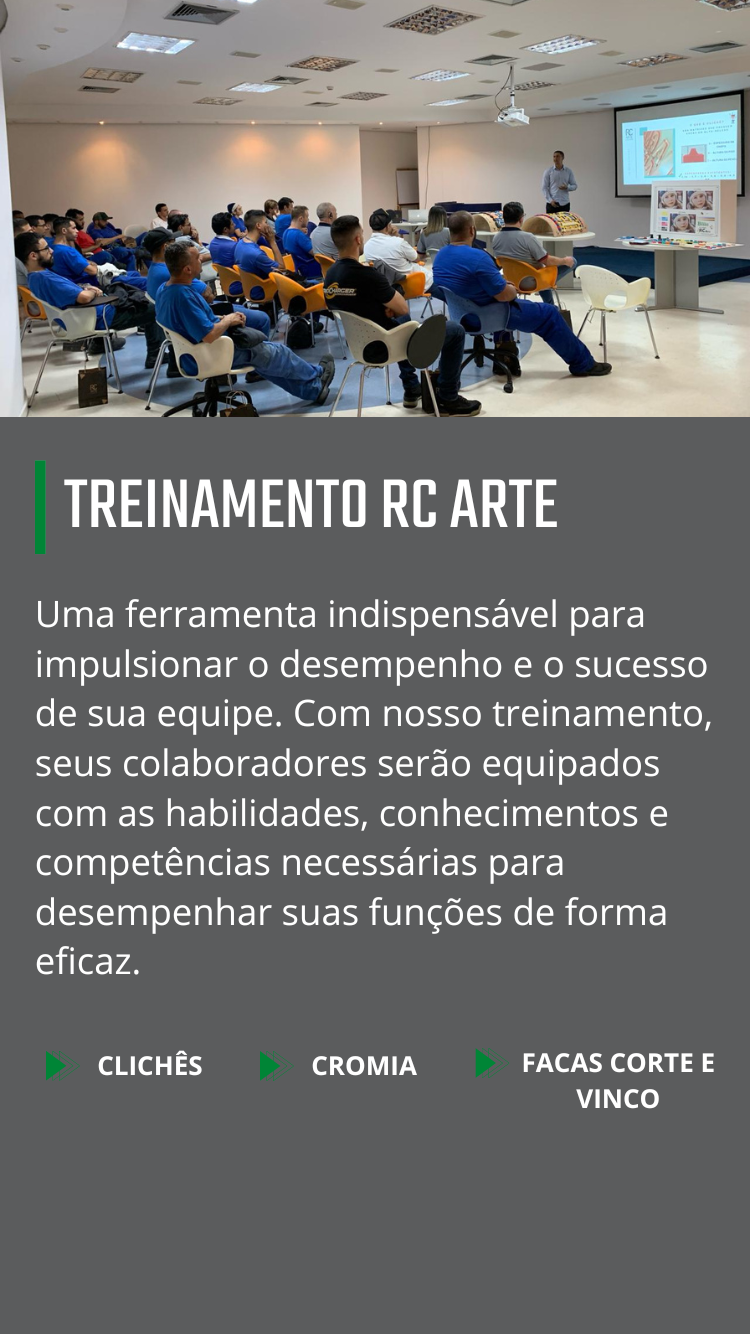 TREINAMENTO RC ARTE
Uma ferramenta indispensável para
impulsionar o desempenho e o sucesso
de sua equipe. Com nosso treinamento,
seus colaboradores serão equipados
com as habilidades, conhecimentos e
competências necessárias para
desempenhar suas funções de forma
eficaz.
CLICHÊS
CROMIA
FACAS CORTE E
VINCO